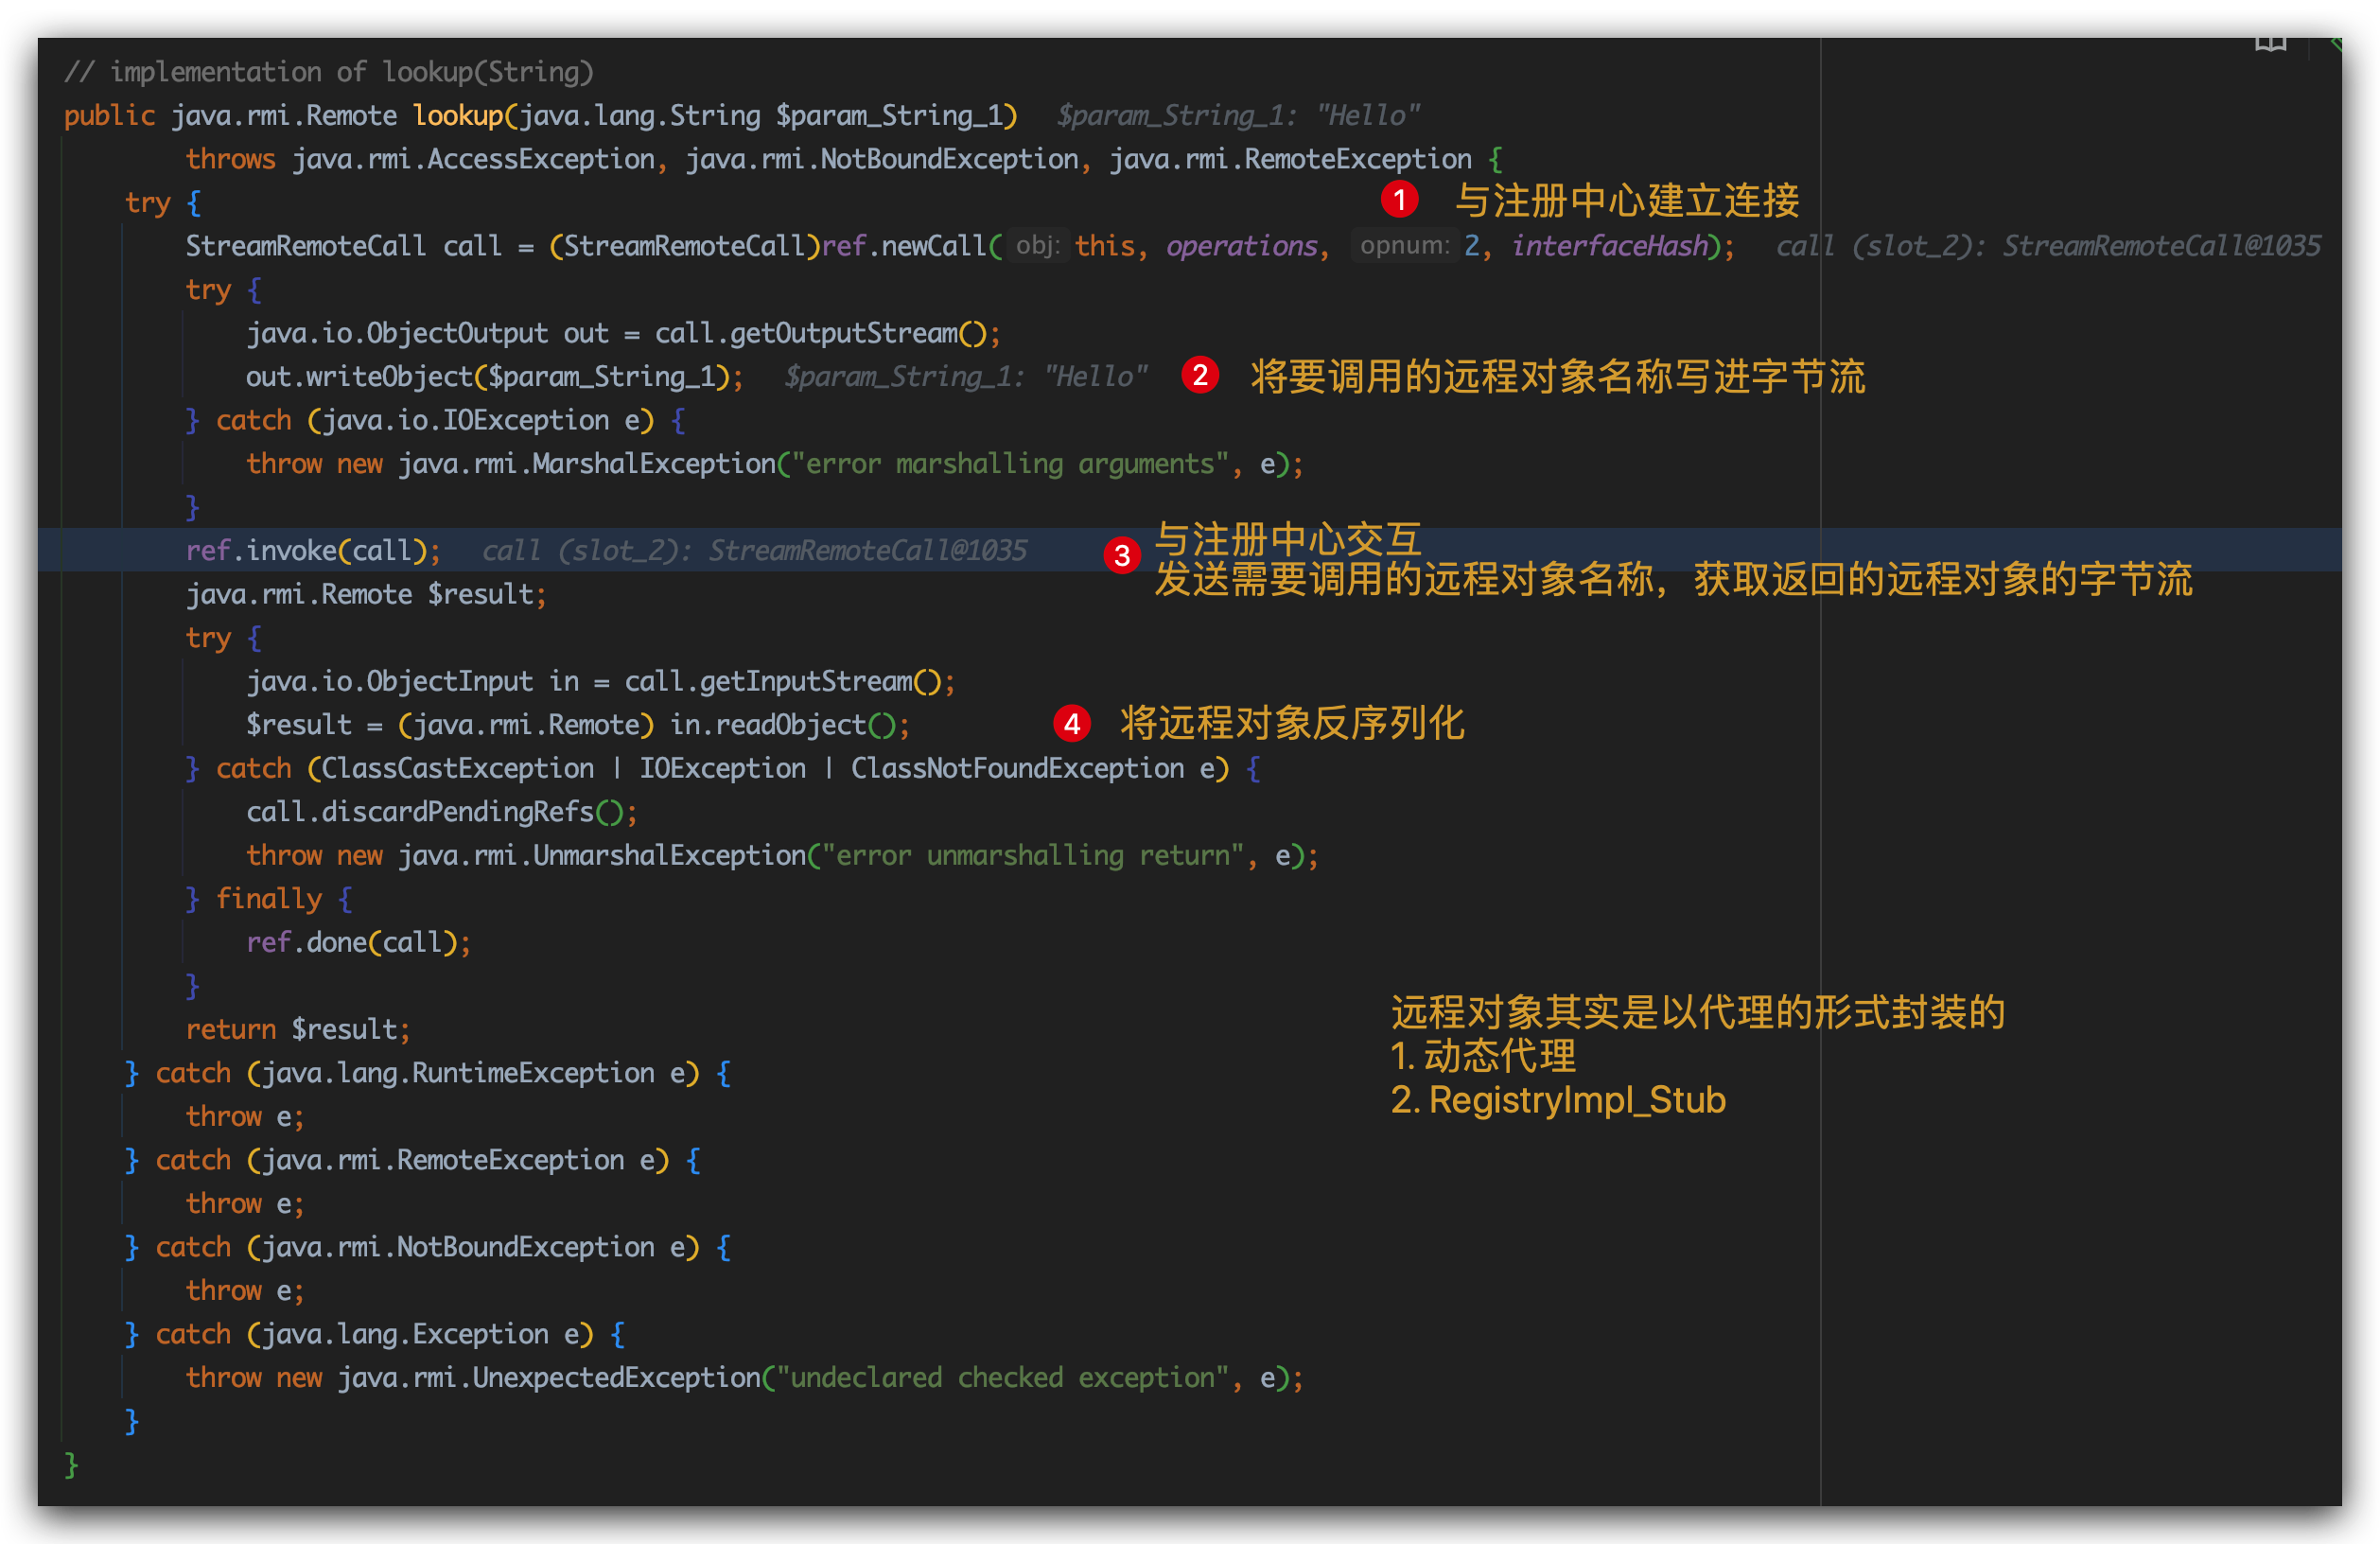 // implementation of lookup(String)
public java.rmi.Remote lookup(java.lang.String $param_String_1)   $param_String_1: "Hello"
        throws java.rmi.AccessException, java.rmi.NotBoundException, java.rmi.RemoteException {
    try {   1 与注册中心建立连接
        StreamRemoteCall call = (StreamRemoteCall)ref.newCall( obj: this, operations, opnum: 2, interfaceHash);   call (slot_2): StreamRemoteCall@1035
        try {
            java.io.ObjectOutput out = call.getOutputStream();
            out.writeObject($param_String_1);   $param_String_1: "Hello"   2 将要调用的远程对象名称写进字节流
        } catch (java.io.IOException e) {
            throw new java.rmi.MarshalException("error marshalling arguments", e);
        }
        ref.invoke(call);   call (slot_2): StreamRemoteCall@1035   3 与注册中心交互
        java.rmi.Remote $result;   发送需要调用的远程对象名称，获取返回的远程对象的字节流
        try {
            java.io.ObjectInput in = call.getInputStream();
            $result = (java.rmi.Remote) in.readObject();   4 将远程对象反序列化
        } catch (ClassCastException | IOException | ClassNotFoundException e) {
            call.discardPendingRefs();
            throw new java.rmi.UnmarshalException("error unmarshalling return", e);
        } finally {
            ref.done(call);
        }
        return $result;   远程对象其实是以代理的形式封装的
    } catch (java.lang.RuntimeException e) {   1. 动态代理
        throw e;   2. RegistryImpl_Stub
    } catch (java.rmi.RemoteException e) {
        throw e;
    } catch (java.rmi.NotBoundException e) {
        throw e;
    } catch (java.lang.Exception e) {
        throw new java.rmi.UnexpectedException("undeclared checked exception", e);
    }
}